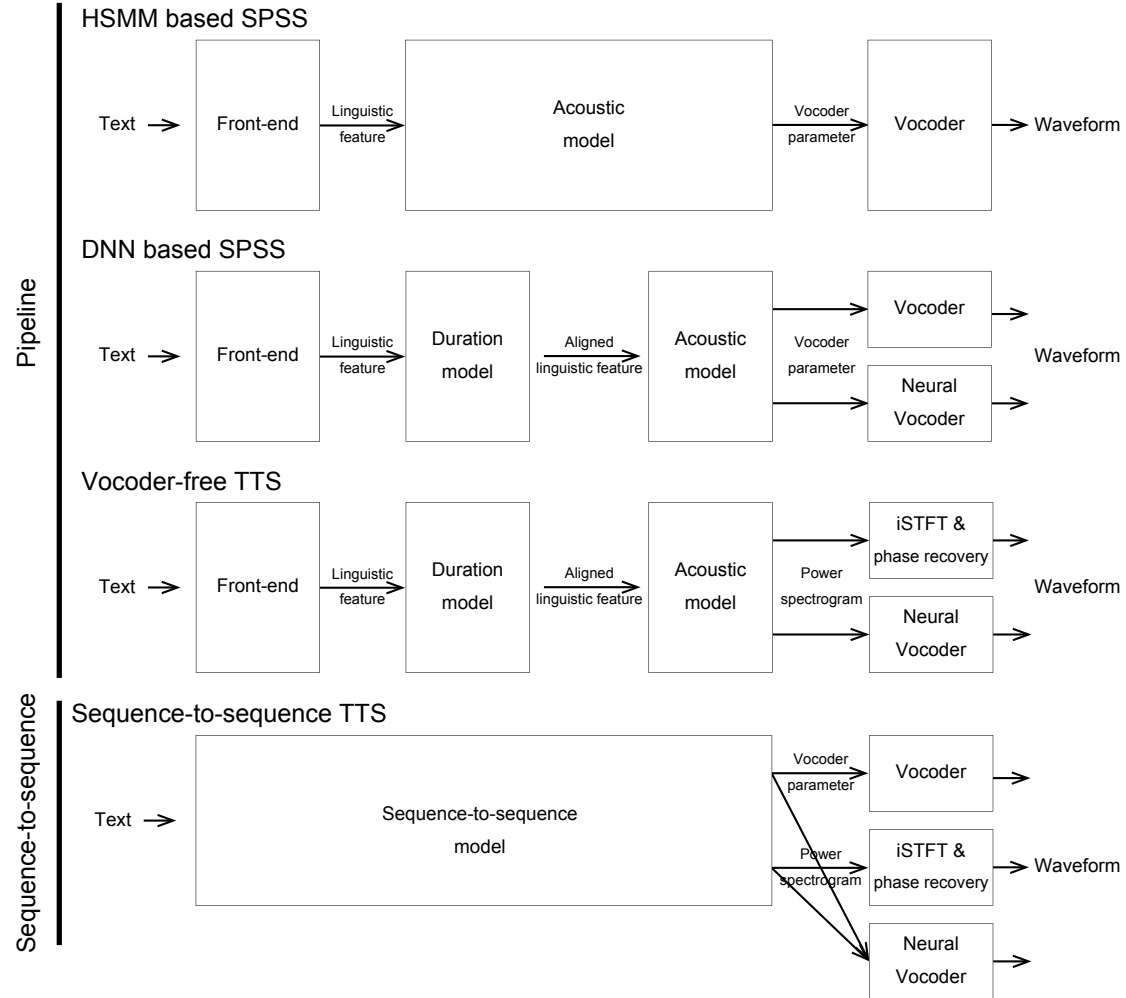 HSMM based SPSS
Text
Front-end
Linguistic
feature
Acoustic
model
Vocoder
parameter
Vocoder
Waveform
Pipeline
DNN based SPSS
Text
Front-end
Linguistic
feature
Duration
model
Aligned
linguistic feature
Acoustic
model
Vocoder
parameter
Vocoder
Neural
Vocoder
Waveform
Vocoder-free TTS
Text
Front-end
Linguistic
feature
Duration
model
Aligned
linguistic feature
Acoustic
model
Power
spectrogram
iSTFT &
phase recovery
Neural
Vocoder
Waveform
Sequence-to-sequence
Sequence-to-sequence TTS
Text
Sequence-to-sequence
model
Vocoder
parameter
Power
spectrogram
Vocoder
iSTFT &
phase recovery
Neural
Vocoder
Waveform